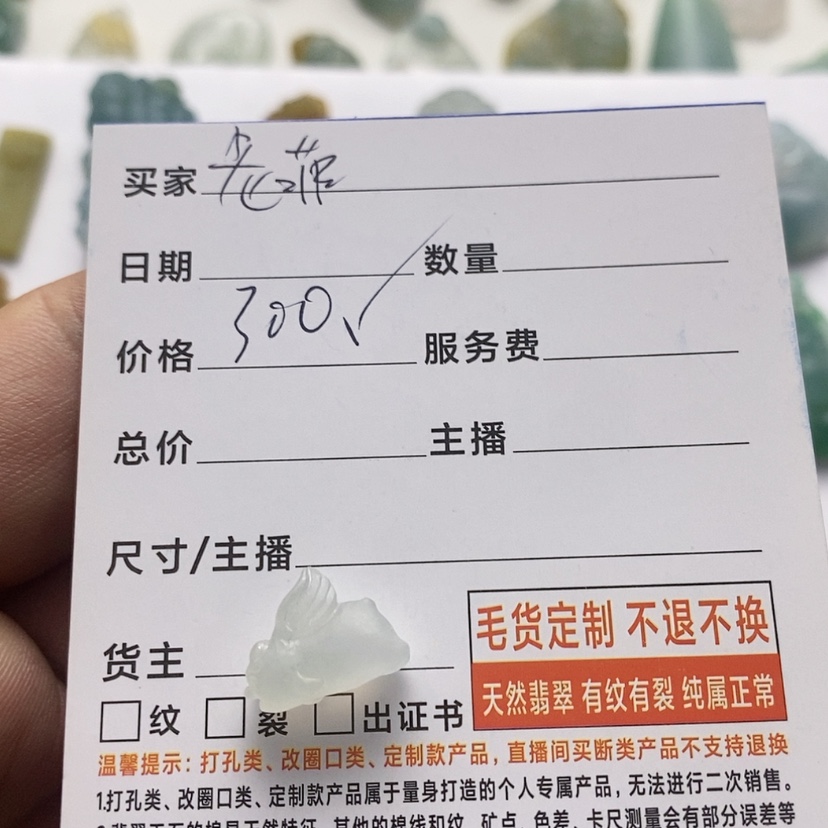 买家
日期 数量
价格 300 服务费
总价 主播
尺寸/主播
货主
纹 裂 出证书
毛货定制 不退不换
天然翡翠 有纹有裂 纯属正常
温馨提示：打孔类、改圈口类、定制款产品，直播间买断类产品不支持退换
1.打孔类、改圈口类、定制款产品属于量身打造的个人专属产品，无法进行二次销售。